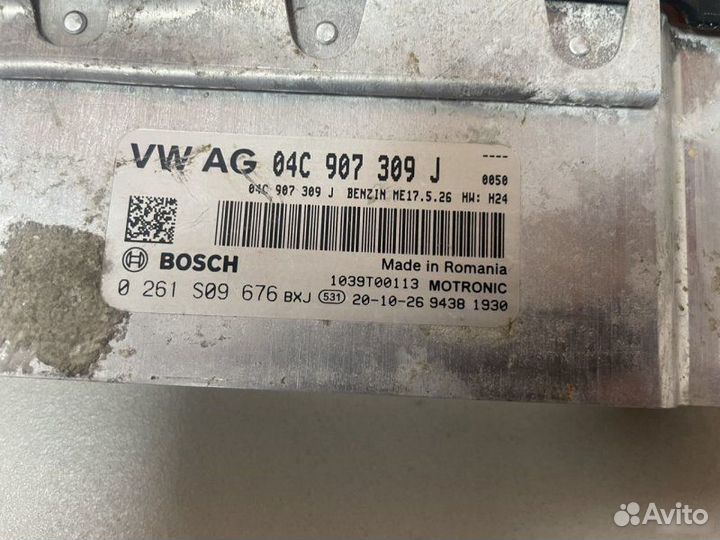 VW AG 04C 907 309 J ----
0050
04C 907 309 J BENZIN ME17.5.26 HW: H24
BOSCH
Made in Romania
1039T00113 MOTRONIC
0 261 S09 676 BXJ 531 20-10-26 9438 1930
Avito